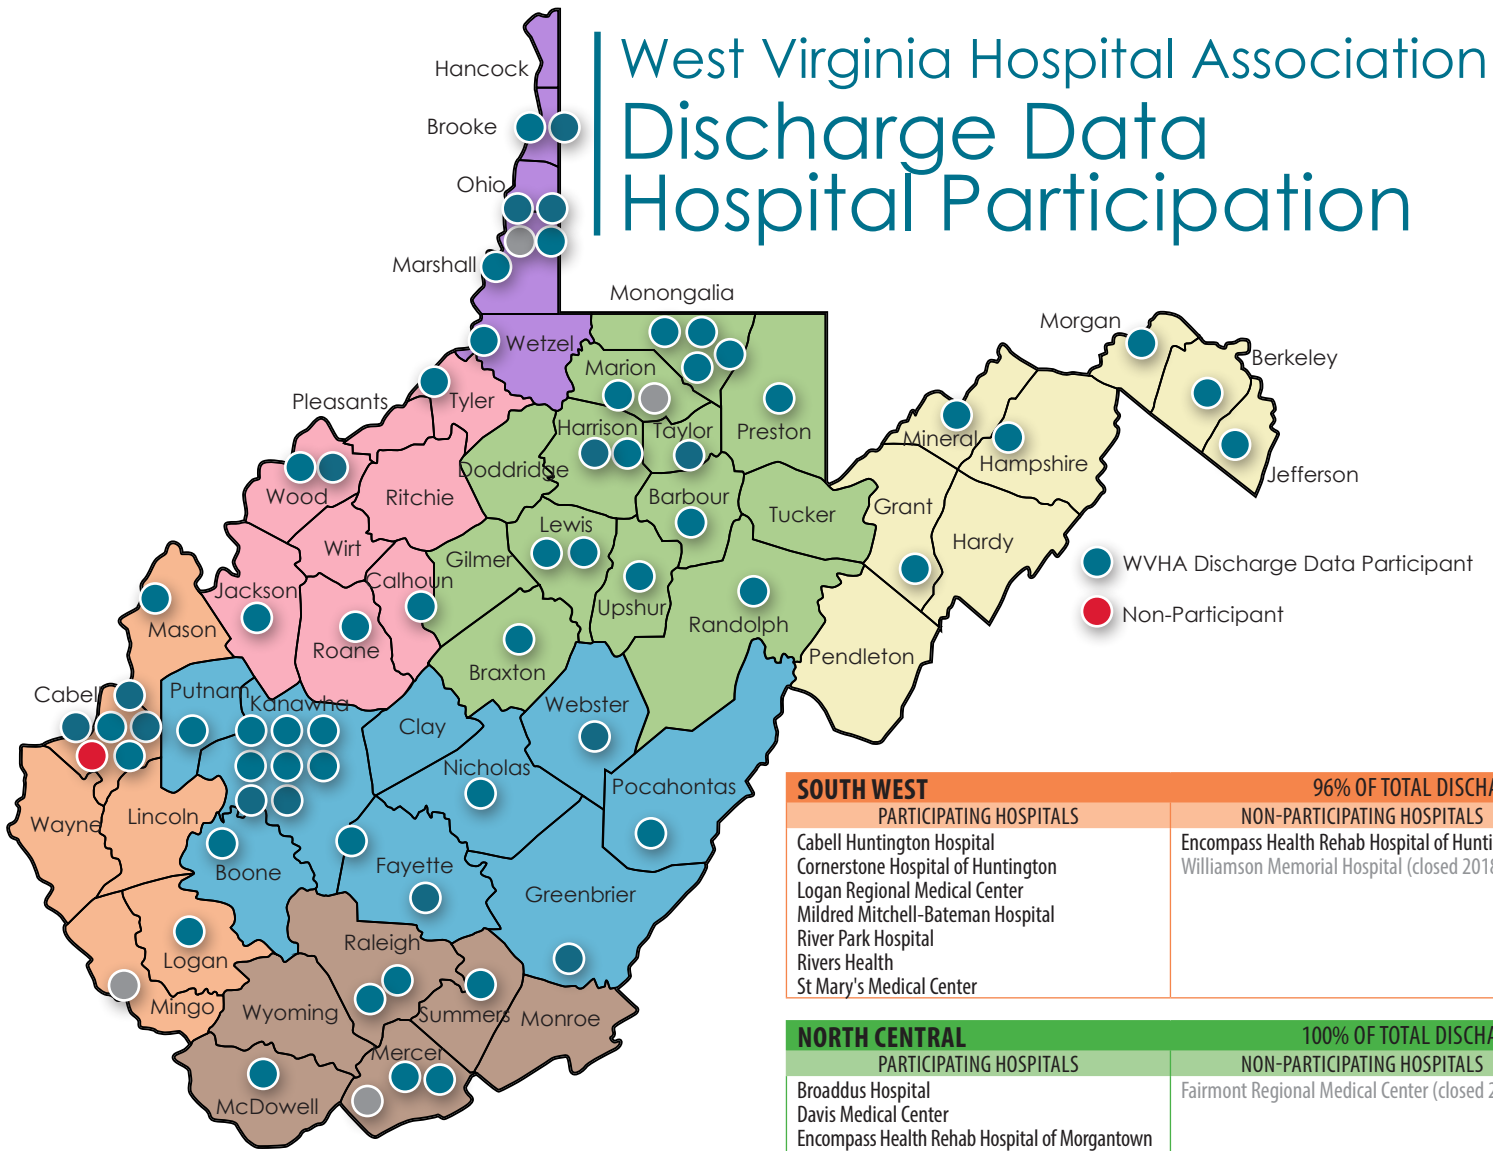 West Virginia Hospital Association
Discharge Data
Hospital Participation
Hancock
Brooke
Ohio
Marshall
Wetzel
Monongalia
Marion
Preston
Harrison
Taylor
Doddridge
Barbour
Tucker
Lewis
Gilmer
Upshur
Randolph
Braxton
Pleasants
Tyler
Wood
Ritchie
Wirt
Calhoun
Jackson
Roane
Morgan
Berkeley
Jefferson
Mineral
Hampshire
Grant
Hardy
Pendleton
WVHA Discharge Data Participant
Non-Participant
Mason
Cabell
Putnam
Kanawha
Clay
Webster
Nicholas
Pocahontas
Wayne
Lincoln
Boone
Fayette
Greenbrier
Logan
Mingo
Raleigh
Wyoming
Summers
Monroe
Mercer
McDowell
SOUTH WEST 96% OF TOTAL
PARTICIPATING HOSPITALS NON-PARTICIPATING HOSPITALS
Cabell Huntington Hospital Encompass Health Rehab Hospital of
Cornerstone Hospital of Huntington Williamson Memorial Hospital (closed 2018
Logan Regional Medical Center
Mildred Mitchell-Bateman Hospital
River Park Hospital
Rivers Health
St Mary's Medical Center
NORTH CENTRAL 100% OF TOTAL
PARTICIPATING HOSPITALS NON-PARTICIPATING HOSPITALS
Broaddus Hospital Fairmont Regional Medical Center (closed
Davis Medical Center
Encompass Health Rehab Hospital of Morgantown